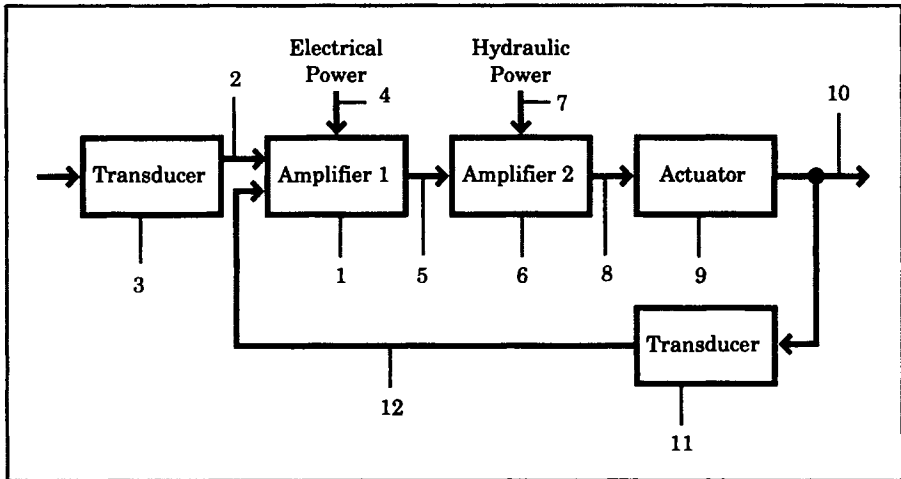 Electrical
Power
Hydraulic
Power
2
4
7
10
Transducer
Amplifier 1
Amplifier 2
Actuator
3
1
5
6
8
9
Transducer
12
11